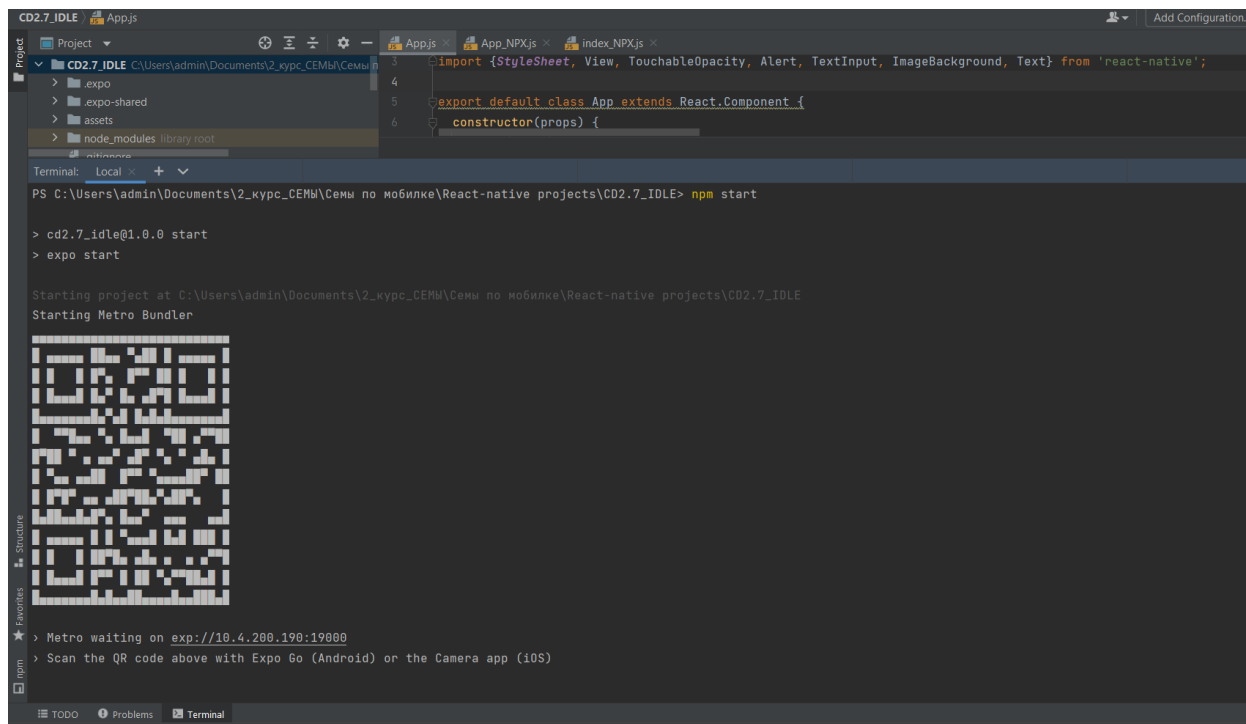 CD2.7_IDLE App.js Add Configuration.
Project Project App.js App_NPX.js index_NPX.js
CD2.7_IDLE C:\Users\admin\Documents\2_курс_СЕМЫ\Семы п
.expo
.expo-shared
assets
node_modules library root
.gitignore
3 import {StyleSheet, View, TouchableOpacity, Alert, TextInput, ImageBackground, Text} from 'react-native';
4
5 export default class App extends React.Component {
6 constructor(props) {
Terminal: Local
PS C:\Users\admin\Documents\2_курс_СЕМЫ\Семы по мобилке\React-native projects\CD2.7_IDLE> npm start
> cd2.7_idle@1.0.0 start
> expo start
Starting project at C:\Users\admin\Documents\2_курс_СЕМЫ\Семы по мобилке\React-native projects\CD2.7_IDLE
Starting Metro Bundler
› Metro waiting on exp://10.4.200.190:19000
› Scan the QR code above with Expo Go (Android) or the Camera app (iOS)
Structure
Favorites
npm
TODO Problems Terminal